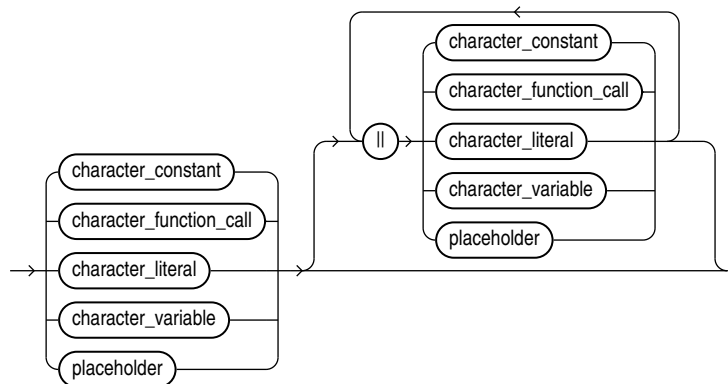 character_constant
character_function_call
||
character_literal
character_variable
placeholder
character_constant
character_function_call
character_literal
character_variable
placeholder